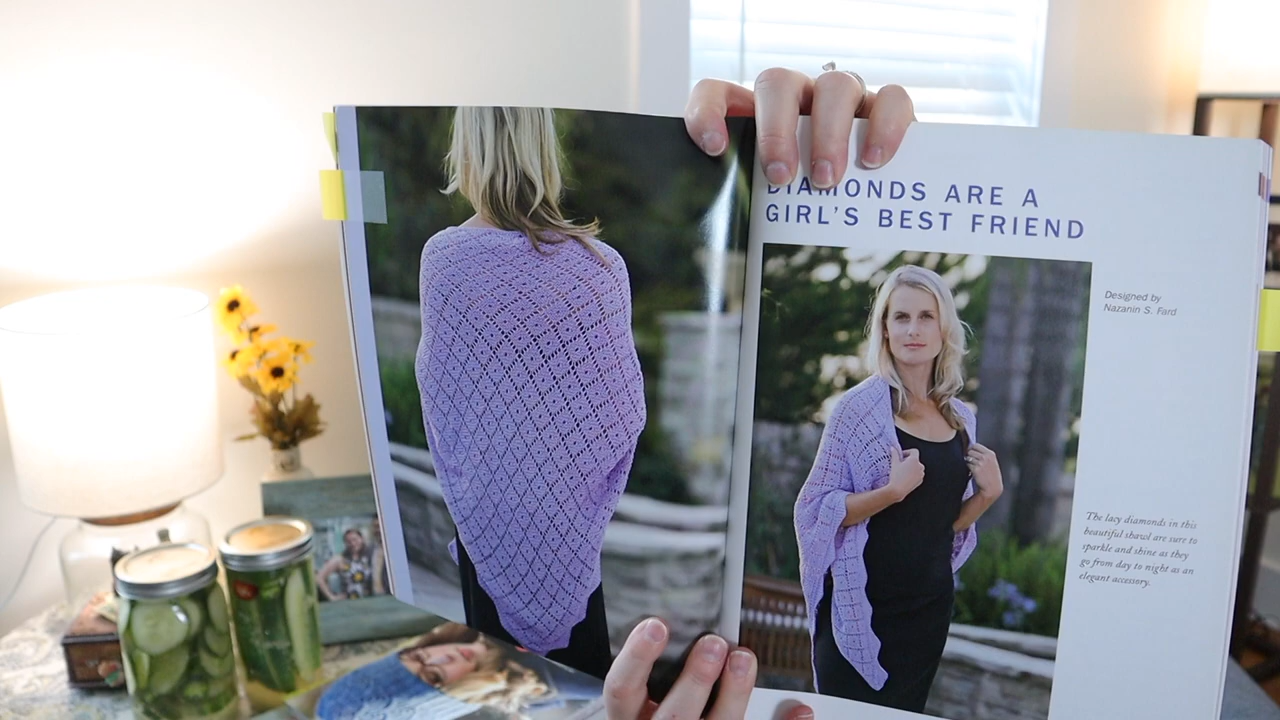 DIAMONDS ARE A
GIRL'S BEST FRIEND
Designed by
Nazanin S. Fard
The lacy diamonds in this
beautiful shawl are sure to
sparkle and shine as they
go from day to night as an
elegant accessory.